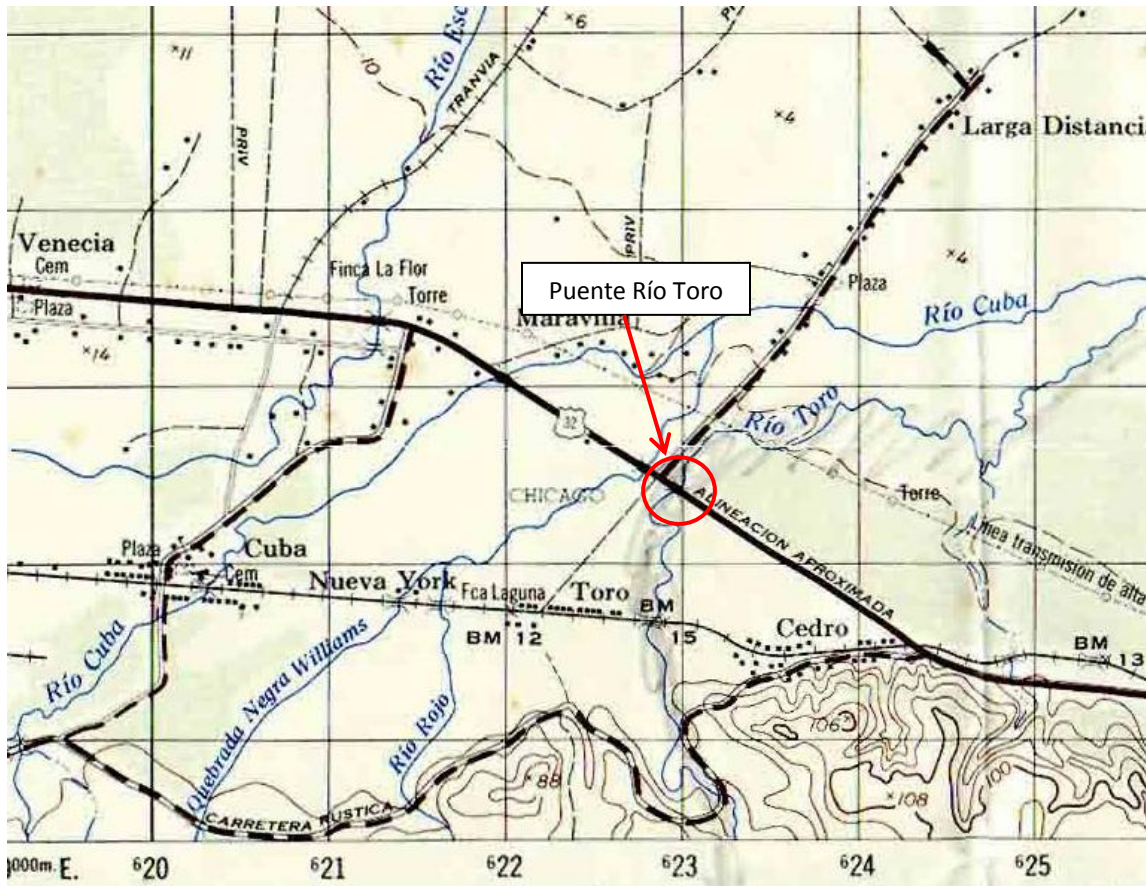 ×11
PRIV
10
Río Esc
TRANVIA
×6
×4
Larga Distanci
Venecia
Cem
Plaza
×14
Finca La Flor
Torre
PRIV
Puente Río Toro
Maravilla
Plaza
×4
Río Cuba
Río Toro
32
CHICAGO
ALINEACION APROXIMADA
Torre
Línea transmisión de alta
Plaza
Cuba
Cem
Nueva York
Fca Laguna
Toro
BM
15
BM 12
Cedro
BM
13
Río Cuba
Quebrada Negra Williams
Río Rojo
106
100
×88
×108
CARRETERA RUSTICA
000m. E.
620
621
622
623
624
625